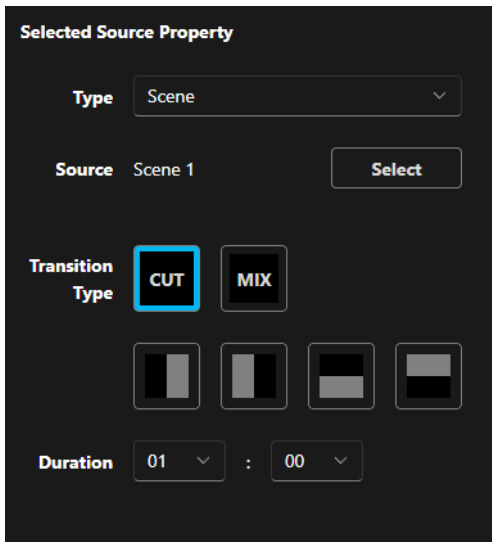 Selected Source Property
Type Scene
Source Scene 1 Select
Transition
Type
CUT MIX
Duration 01 : 00